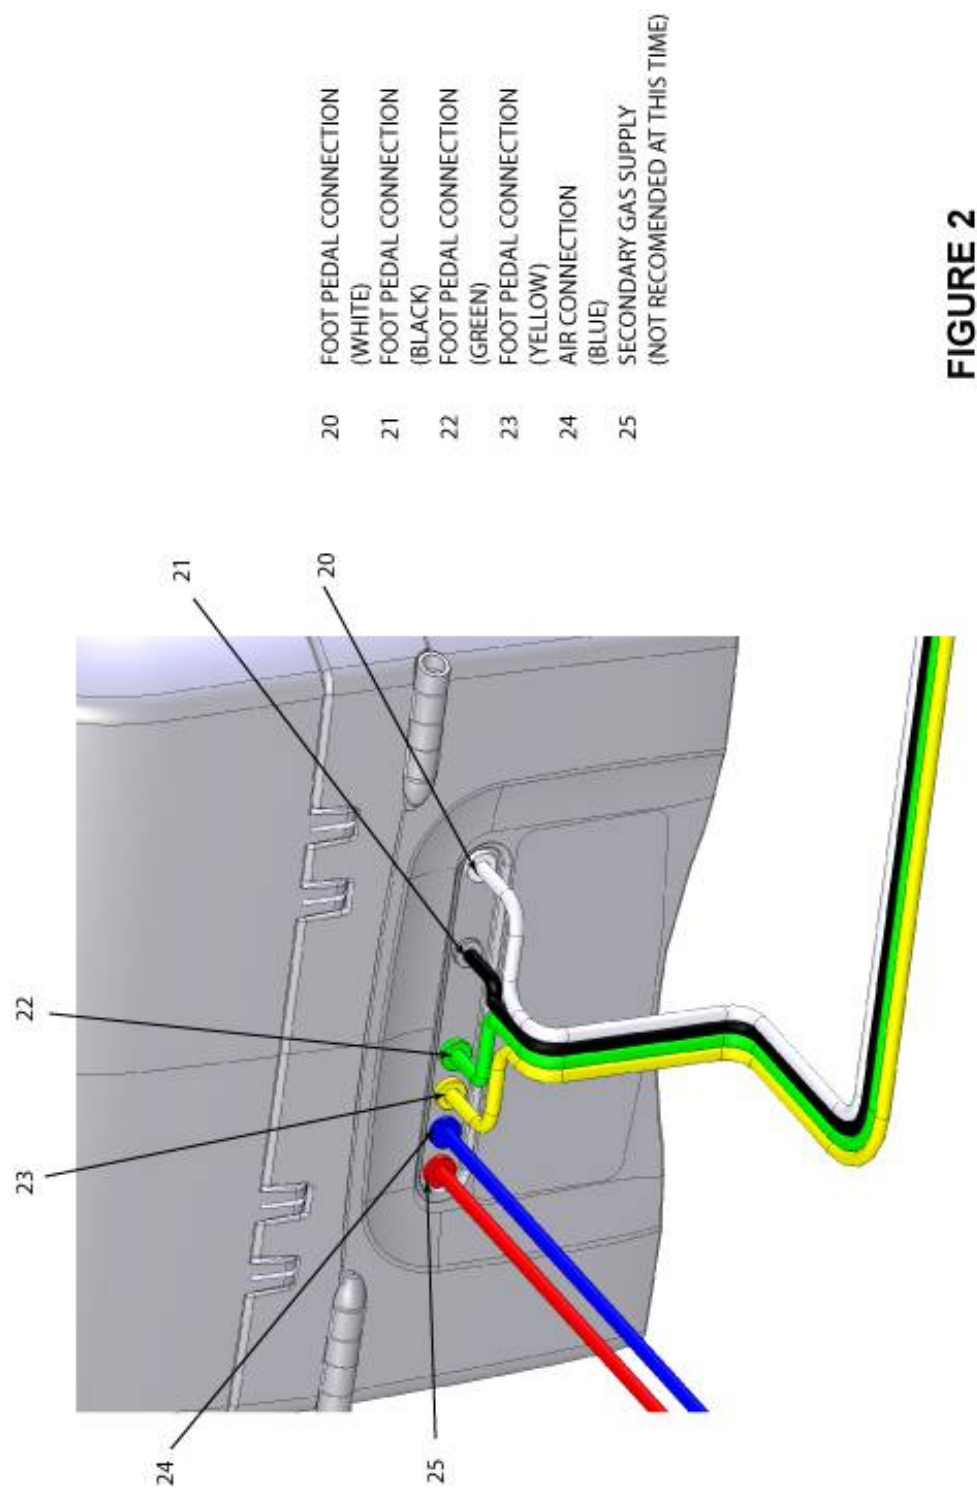 23
22
21
24
20
25
20 FOOT PEDAL CONNECTION
(WHITE)
21 FOOT PEDAL CONNECTION
(BLACK)
22 FOOT PEDAL CONNECTION
(GREEN)
23 FOOT PEDAL CONNECTION
(YELLOW)
24 AIR CONNECTION
(BLUE)
25 SECONDARY GAS SUPPLY
(NOT RECOMENDED AT THIS TIME)
FIGURE 2